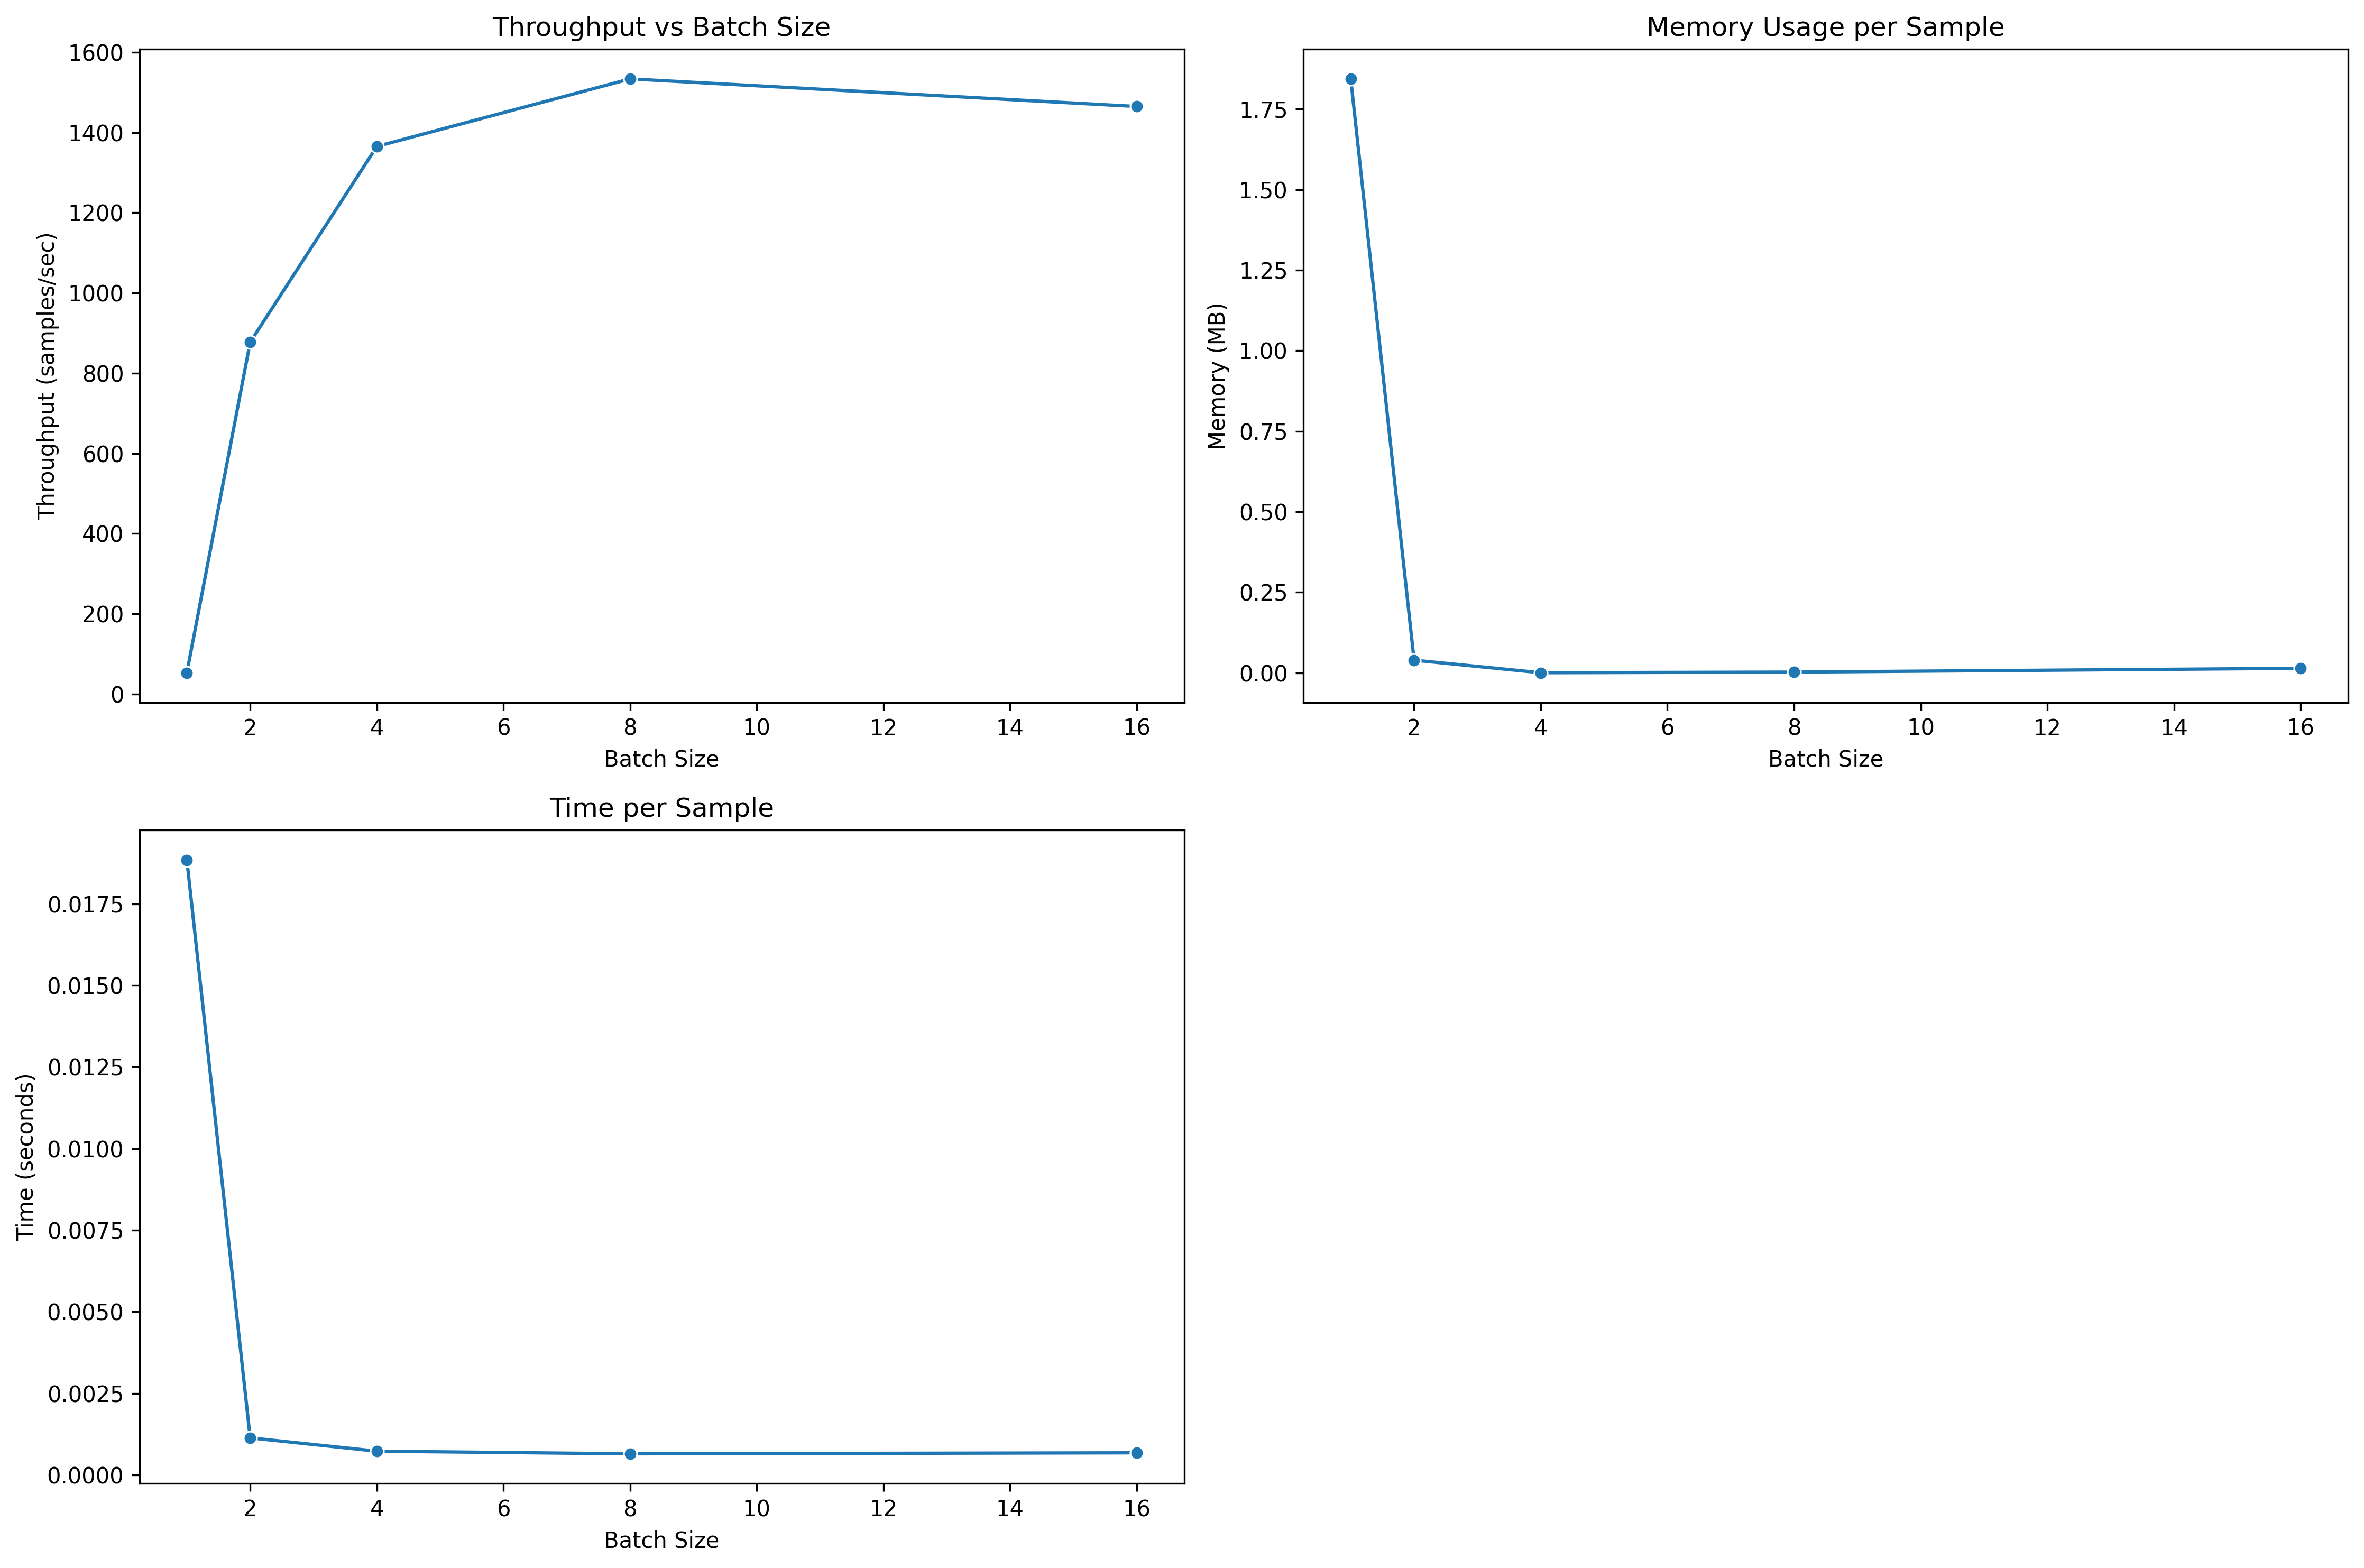 Throughput vs Batch Size
1600
1400
1200
1000
800
600
400
200
0
Throughput (samples/sec)
2 4 6 8 10 12 14 16
Batch Size
Memory Usage per Sample
1.75
1.50
1.25
1.00
0.75
0.50
0.25
0.00
Memory (MB)
2 4 6 8 10 12 14 16
Batch Size
Time per Sample
0.0175
0.0150
0.0125
0.0100
0.0075
0.0050
0.0025
0.0000
Time (seconds)
2 4 6 8 10 12 14 16
Batch Size